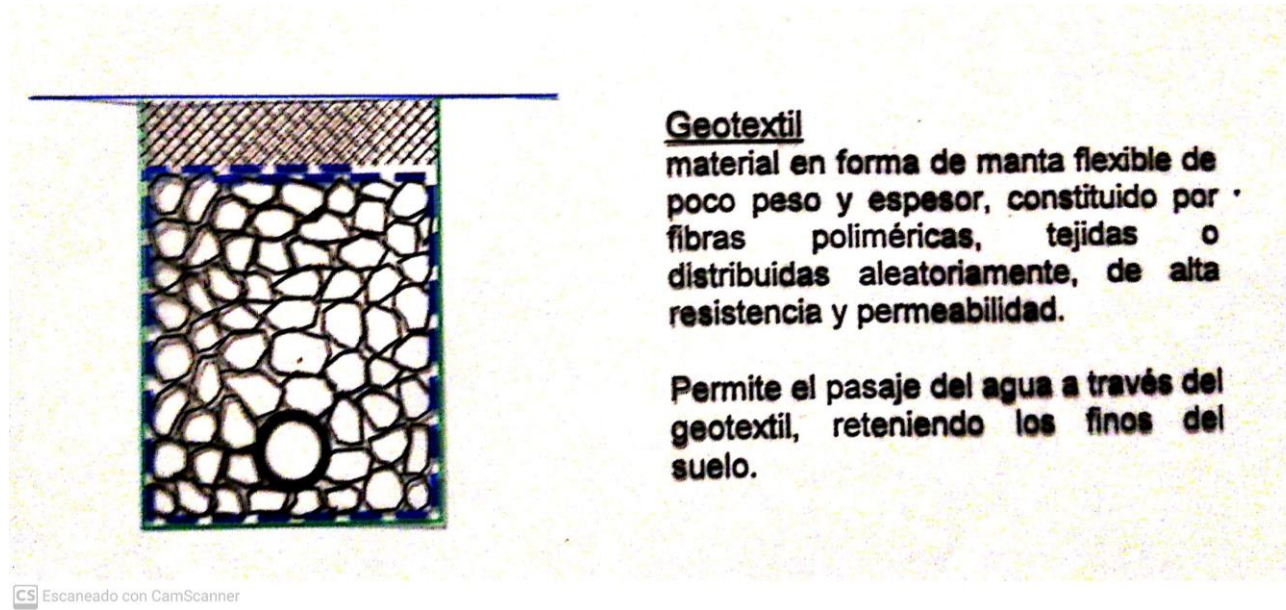 Geotextil
material en forma de manta flexible de
poco peso y espesor, constituido por
fibras poliméricas, tejidas o
distribuidas aleatoriamente, de alta
resistencia y permeabilidad.
Permite el pasaje del agua a través del
geotextil, reteniendo los finos del
suelo.
CS Escaneado con CamScanner